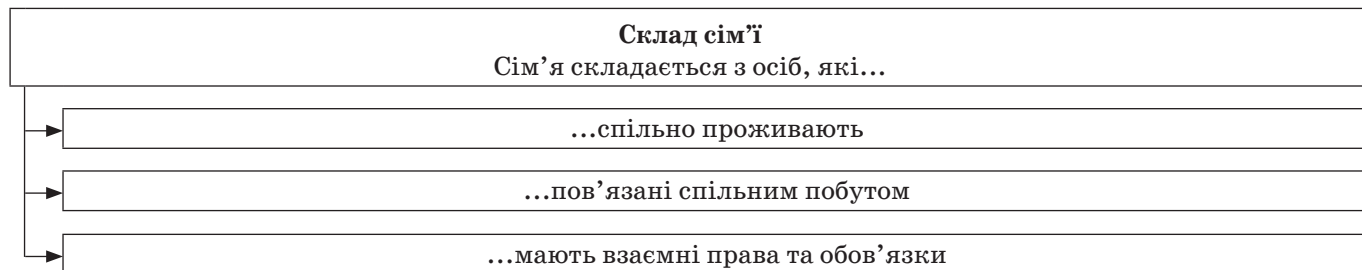 Склад сім’ї
Сім’я складається з осіб, які...
...спільно проживають
...пов’язані спільним побутом
...мають взаємні права та обов’язки